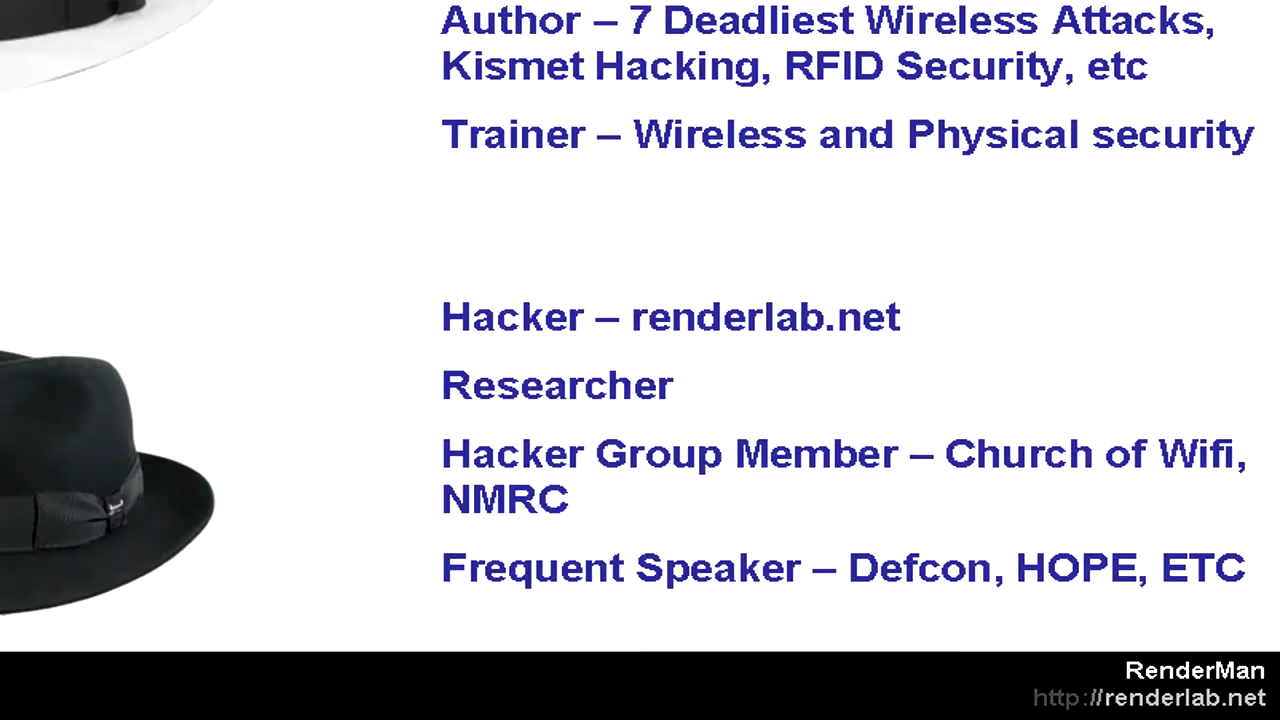 Author – 7 Deadliest Wireless Attacks,
Kismet Hacking, RFID Security, etc
Trainer – Wireless and Physical security
Hacker – renderlab.net
Researcher
Hacker Group Member – Church of Wifi,
NMRC
Frequent Speaker – Defcon, HOPE, ETC
RenderMan
http://renderlab.net